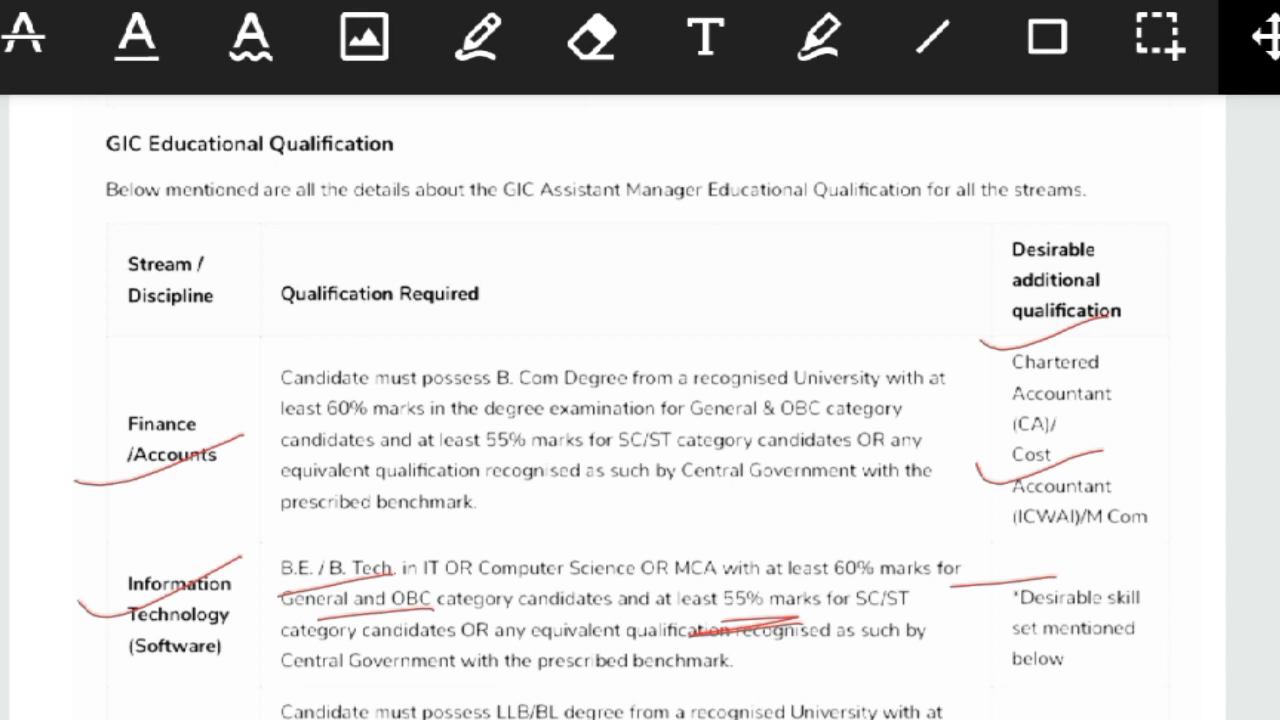 GIC Educational Qualification
Below mentioned are all the details about the GIC Assistant Manager Educational Qualification for all the streams.
Stream /
Discipline
Qualification Required
Desirable
additional
qualification
Finance
/Accounts
Candidate must possess B. Com Degree from a recognised University with at
least 60% marks in the degree examination for General & OBC category
candidates and at least 55% marks for SC/ST category candidates OR any
equivalent qualification recognised as such by Central Government with the
prescribed benchmark.
Chartered
Accountant
(CA)/
Cost
Accountant
(ICWAI)/M Com
Information
Technology
(Software)
B.E. / B. Tech. in IT OR Computer Science OR MCA with at least 60% marks for
General and OBC category candidates and at least 55% marks for SC/ST
category candidates OR any equivalent qualification recognised as such by
Central Government with the prescribed benchmark.
*Desirable skill
set mentioned
below
Candidate must possess LLB/BL degree from a recognised University with at